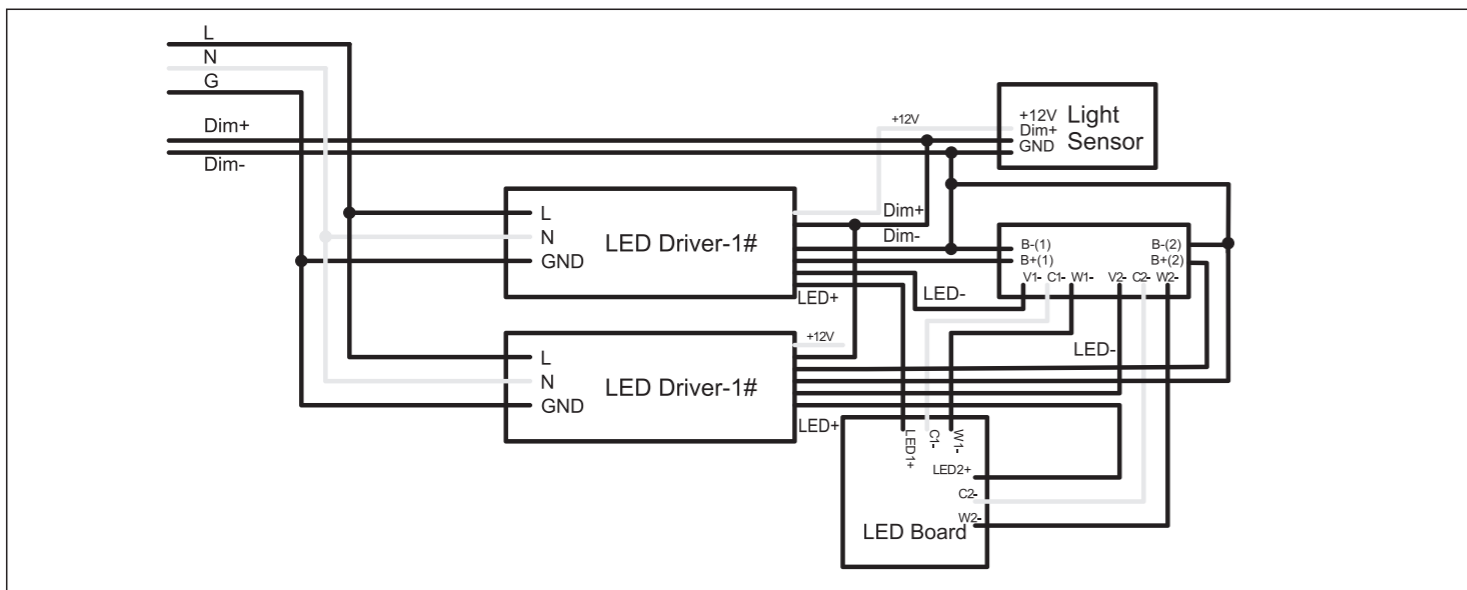 L
N
G
Dim+
Dim-
+12V
+12V
Dim+
GND
Light
Sensor
L
N
GND
LED Driver-1#
Dim+
Dim-
LED+
LED-
B-(1)
B+(1)
B-(2)
B+(2)
V1- C1- W1- V2- C2- W2-
L
N
GND
LED Driver-1#
+12V
LED+
LED-
LED1+
C1-
W1-
LED2+
C2-
W2-
LED Board